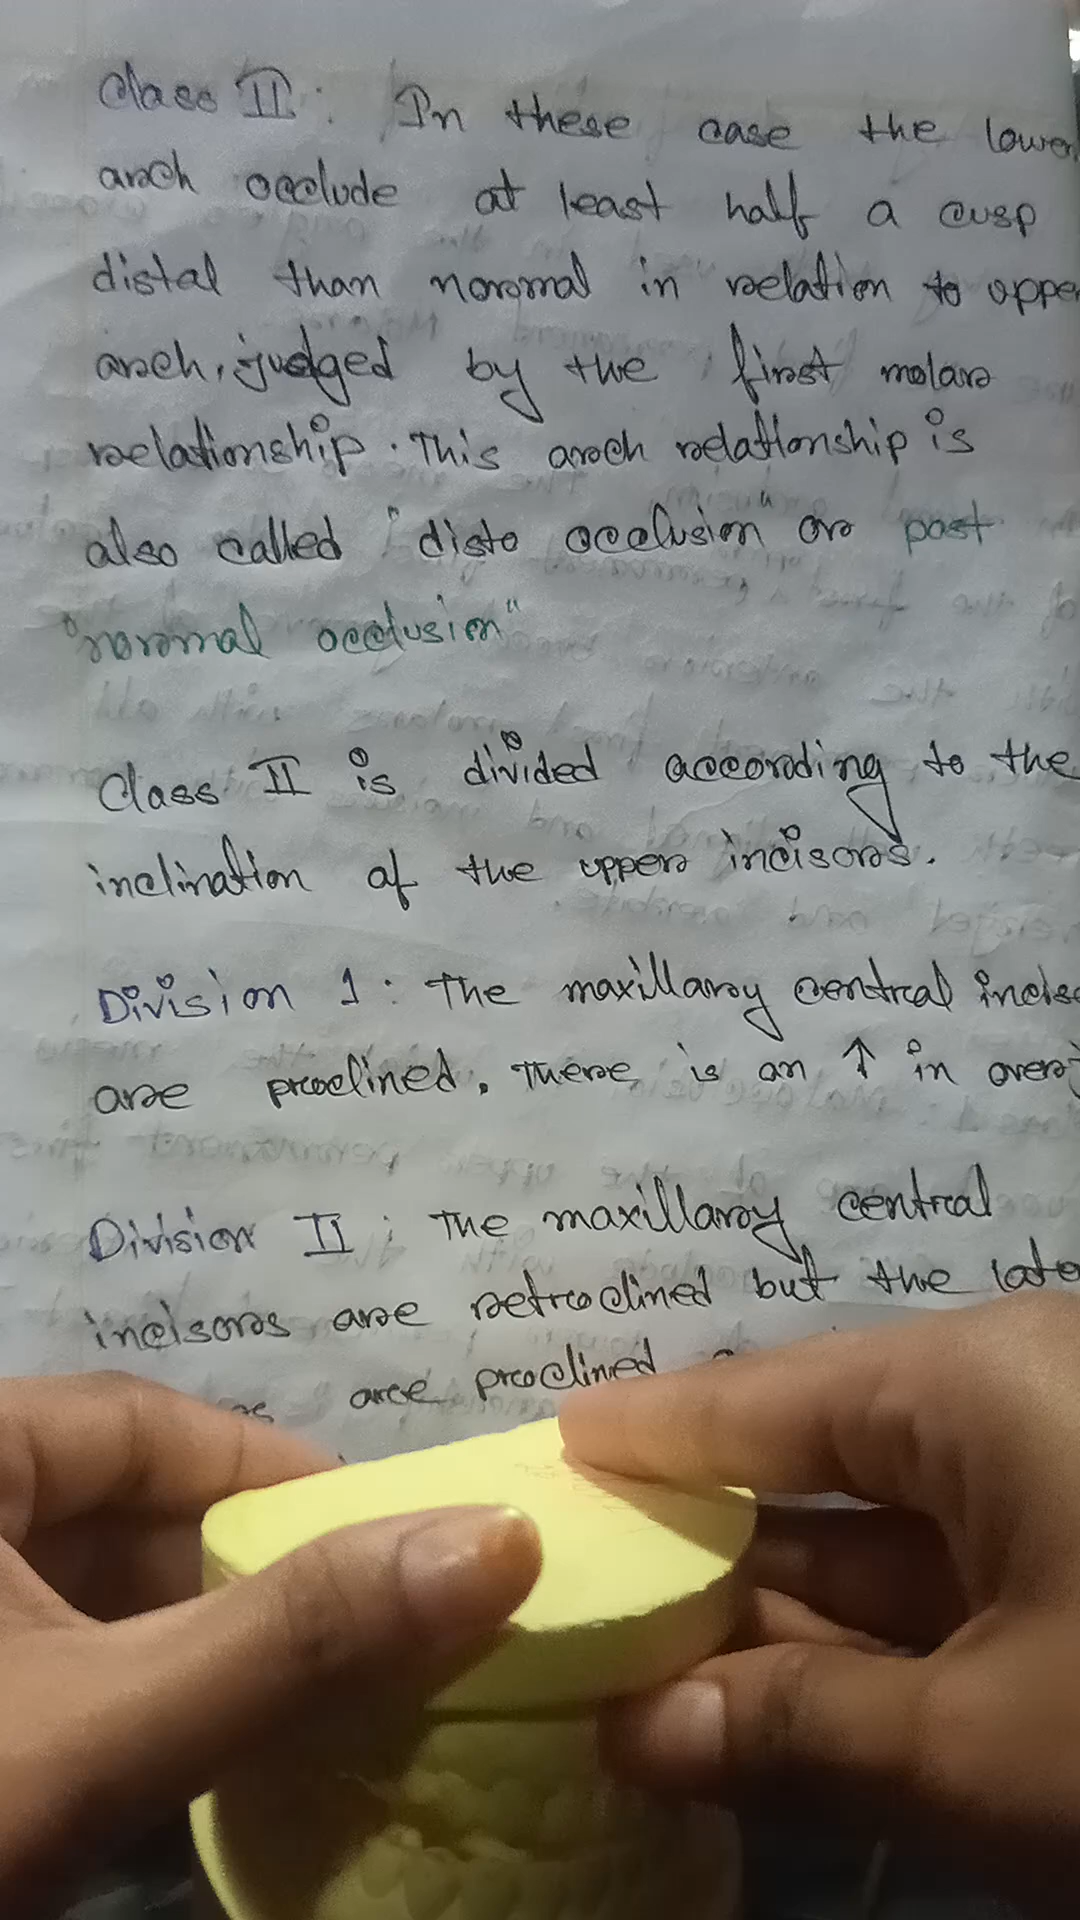 Class II: In these case the lower
arch occlude at least half a cusp
distal than normal in relation to upper
arch, judged by the first molar
relationship. This arch relationship is
also called "disto occlusion" or post
"normal occlusion"
Class II is divided according to the
inclination of the upper incisors.
Division 1: The maxillary central inciso
are proclined. There is an ↑ in overj
Division II: The maxillary central
incisors are retroclined but the late
are proclined